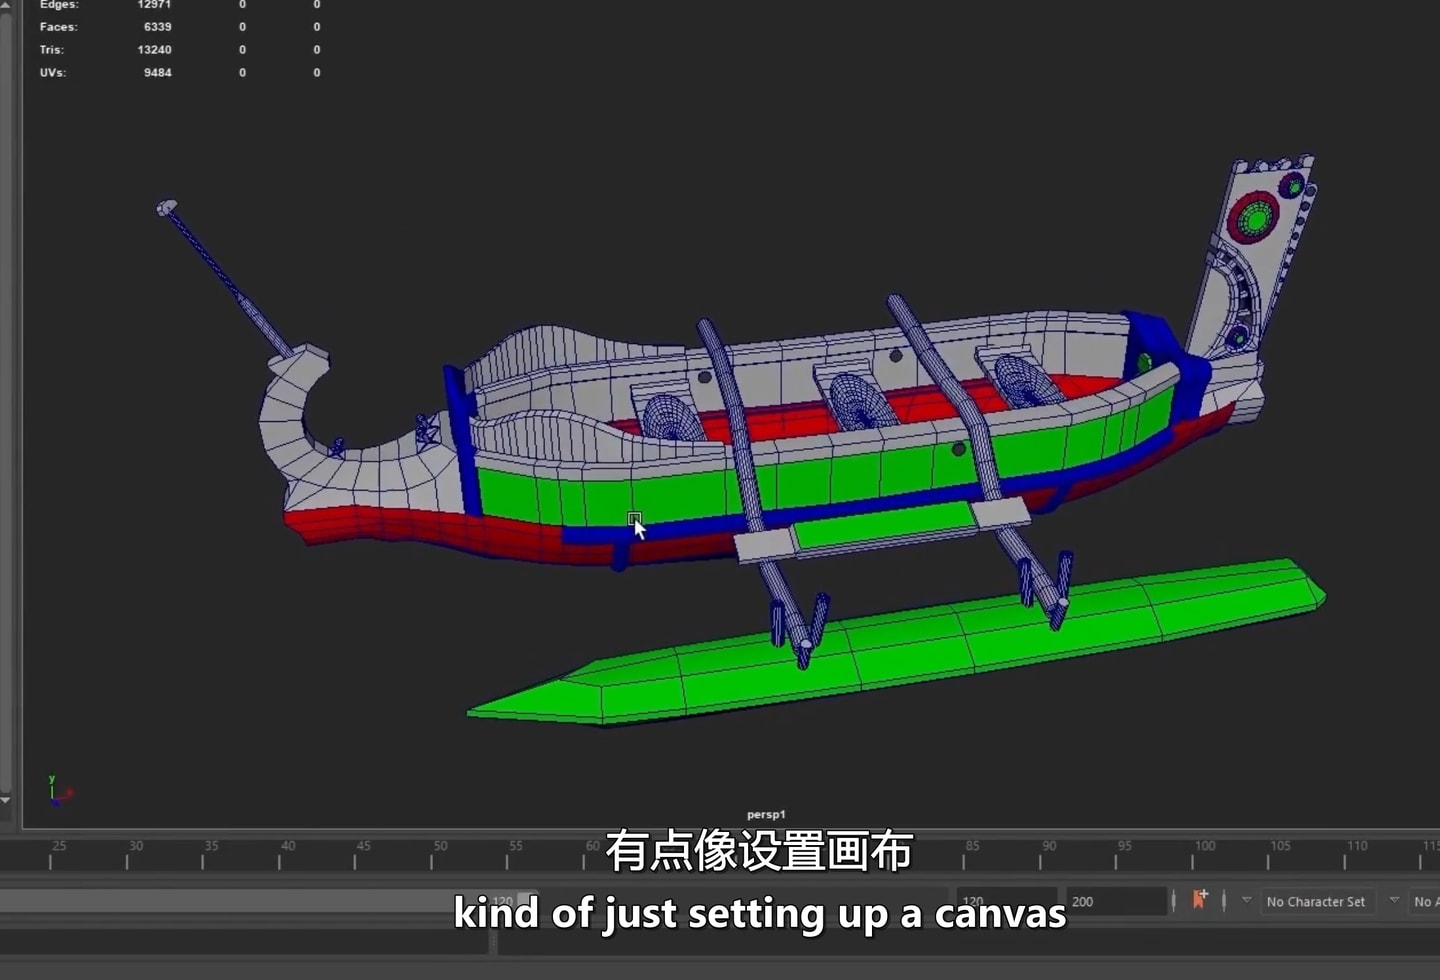 Edges: 12971 0 0
Faces: 6339 0 0
Tris: 13240 0 0
UVs: 9484 0 0
y
persp1
25 30 35 40 45 50 55 60 85 90 95 100 105 110 115
有点像设置画布
120 120 200 No Character Set No A
kind of just setting up a canvas